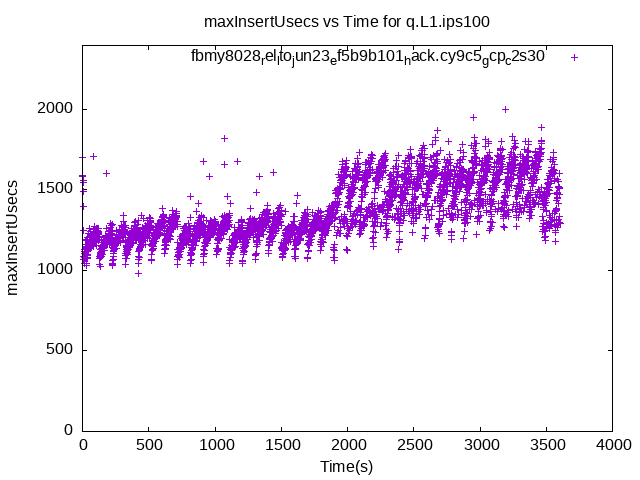 maxInsertUsecs vs Time for q.L1.ips100
fbmy8028relltojun23ef5b9b101hack.cy9c5gcpc2s30
maxInsertUsecs
2000
1500
1000
500
0
0 500 1000 1500 2000 2500 3000 3500 4000
Time(s)